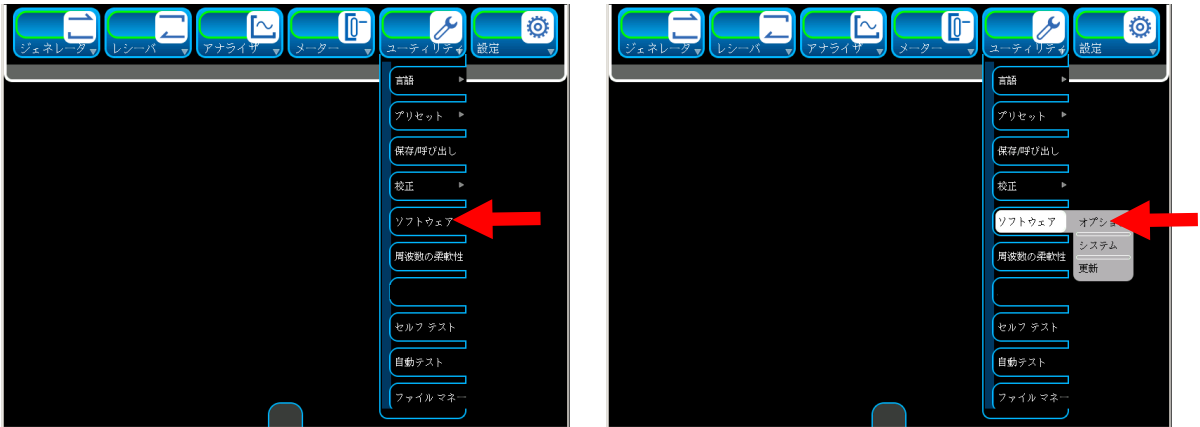 ジェネレータ レシーバ アナライザ メーター ユーティリティ 設定
言語
プリセット
保存/呼び出し
校正
ソフトウェア
周波数の柔軟性
セルフ テスト
自動テスト
ファイル マネー
ジェネレータ レシーバ アナライザ メーター ユーティリティ 設定
言語
プリセット
保存/呼び出し
校正
ソフトウェア オプショ
システム
周波数の柔軟性
更新
セルフ テスト
自動テスト
ファイル マネー